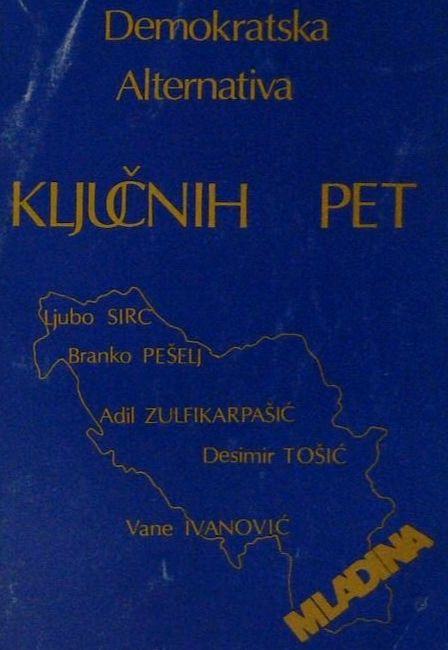 Demokratska
Alternativa
KLJUČNIH PET
Ljubo SIRC
Branko PEŠELJ
Adil ZULFIKARPAŠIĆ
Desimir TOŠIĆ
Vane IVANOVIĆ
MLADINA